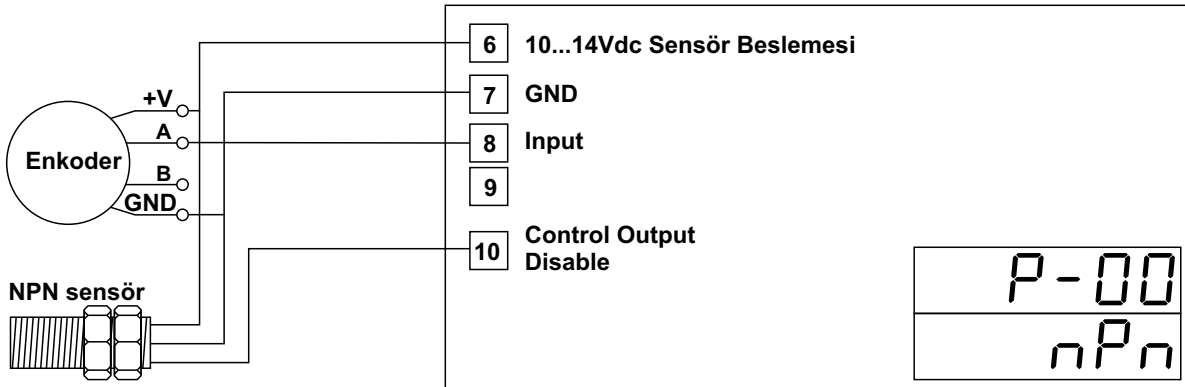 6 10...14Vdc Sensör Beslemesi
7 GND
+V
A
8 Input
Enkoder
B
9
GND
10 Control Output
Disable
NPN sensör
P-00
nPn